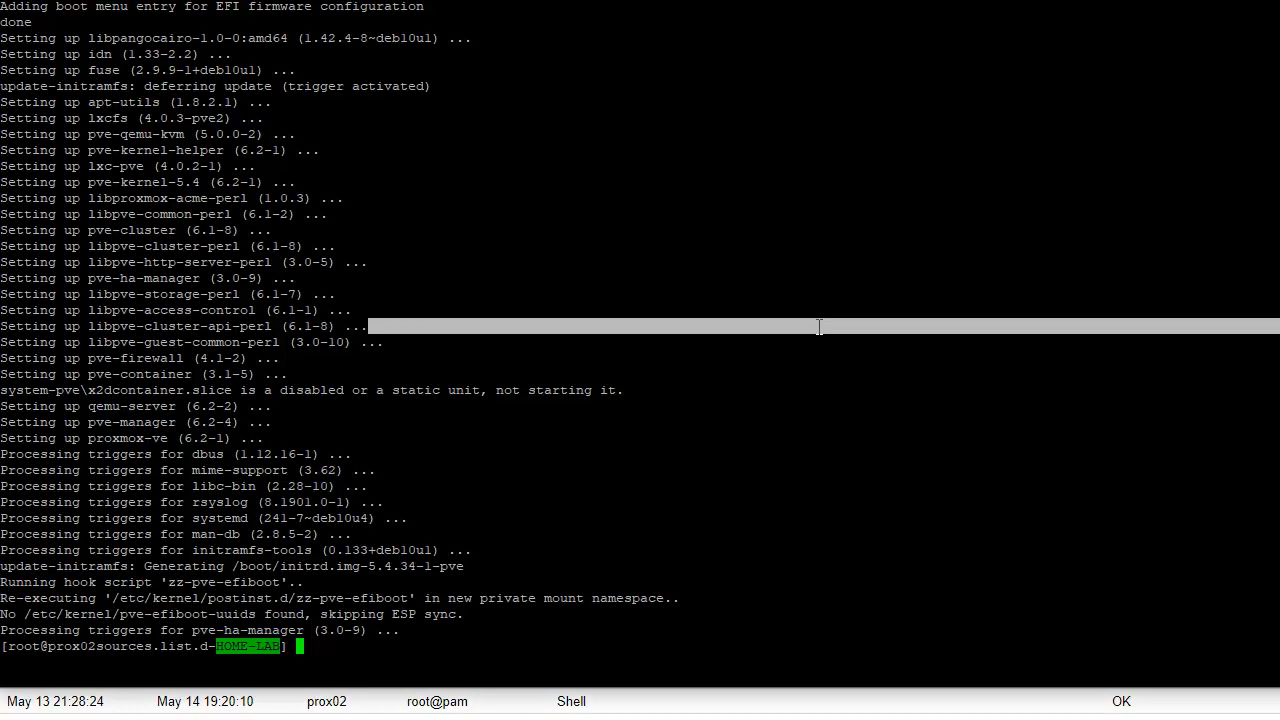 Adding boot menu entry for EFI firmware configuration
done
Setting up libpangocairo-1.0-0:amd64 (1.42.4-8~deb10u1) ...
Setting up idn (1.33-2.2) ...
Setting up fuse (2.9.9-1+deb10u1) ...
update-initramfs: deferring update (trigger activated)
Setting up apt-utils (1.8.2.1) ...
Setting up lxcfs (4.0.3-pve2) ...
Setting up pve-qemu-kvm (5.0.0-2) ...
Setting up pve-kernel-helper (6.2-1) ...
Setting up lxc-pve (4.0.2-1) ...
Setting up pve-kernel-5.4 (6.2-1) ...
Setting up libproxmox-acme-perl (1.0.3) ...
Setting up libpve-common-perl (6.1-2) ...
Setting up pve-cluster (6.1-8) ...
Setting up libpve-cluster-perl (6.1-8) ...
Setting up libpve-http-server-perl (3.0-5) ...
Setting up pve-ha-manager (3.0-9) ...
Setting up libpve-storage-perl (6.1-7) ...
Setting up libpve-access-control (6.1-1) ...
Setting up libpve-cluster-api-perl (6.1-8) ...
Setting up libpve-guest-common-perl (3.0-10) ...
Setting up pve-firewall (4.1-2) ...
Setting up pve-container (3.1-5) ...
system-pve\x2dcontainer.slice is a disabled or a static unit, not starting it.
Setting up qemu-server (6.2-2) ...
Setting up pve-manager (6.2-4) ...
Setting up proxmox-ve (6.2-1) ...
Processing triggers for dbus (1.12.16-1) ...
Processing triggers for mime-support (3.62) ...
Processing triggers for libc-bin (2.28-10) ...
Processing triggers for rsyslog (8.1901.0-1) ...
Processing triggers for systemd (241-7~deb10u4) ...
Processing triggers for man-db (2.8.5-2) ...
Processing triggers for initramfs-tools (0.133+deb10u1) ...
update-initramfs: Generating /boot/initrd.img-5.4.34-1-pve
Running hook script 'zz-pve-efiboot'..
Re-executing '/etc/kernel/postinst.d/zz-pve-efiboot' in new private mount namespace..
No /etc/kernel/pve-efiboot-uuids found, skipping ESP sync.
Processing triggers for pve-ha-manager (3.0-9) ...
[root@prox02sources.list.d-HOME-LAB]
May 13 21:28:24 May 14 19:20:10 prox02 root@pam Shell OK